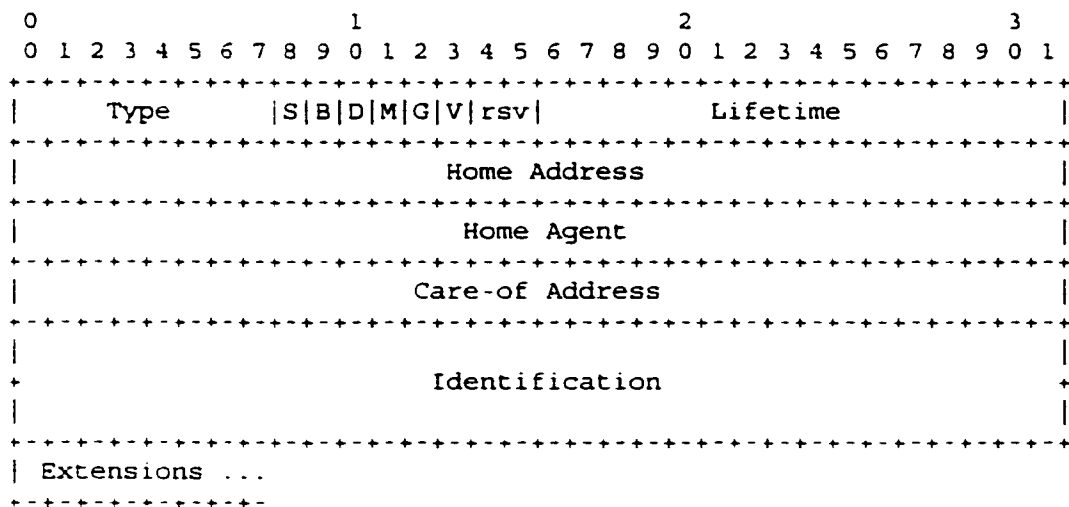 0                   1                   2                   3
0 1 2 3 4 5 6 7 8 9 0 1 2 3 4 5 6 7 8 9 0 1 2 3 4 5 6 7 8 9 0 1
+-+-+-+-+-+-+-+-+-+-+-+-+-+-+-+-+-+-+-+-+-+-+-+-+-+-+-+-+-+-+-+-+
|     Type      |S|B|D|M|G|V|rsv|          Lifetime             |
+-+-+-+-+-+-+-+-+-+-+-+-+-+-+-+-+-+-+-+-+-+-+-+-+-+-+-+-+-+-+-+-+
|                          Home Address                         |
+-+-+-+-+-+-+-+-+-+-+-+-+-+-+-+-+-+-+-+-+-+-+-+-+-+-+-+-+-+-+-+-+
|                           Home Agent                          |
+-+-+-+-+-+-+-+-+-+-+-+-+-+-+-+-+-+-+-+-+-+-+-+-+-+-+-+-+-+-+-+-+
|                        Care-of Address                        |
+-+-+-+-+-+-+-+-+-+-+-+-+-+-+-+-+-+-+-+-+-+-+-+-+-+-+-+-+-+-+-+-+
|                                                               |
+                         Identification                        +
|                                                               |
+-+-+-+-+-+-+-+-+-+-+-+-+-+-+-+-+-+-+-+-+-+-+-+-+-+-+-+-+-+-+-+-+
| Extensions ...
+-+-+-+-+-+-+-+-